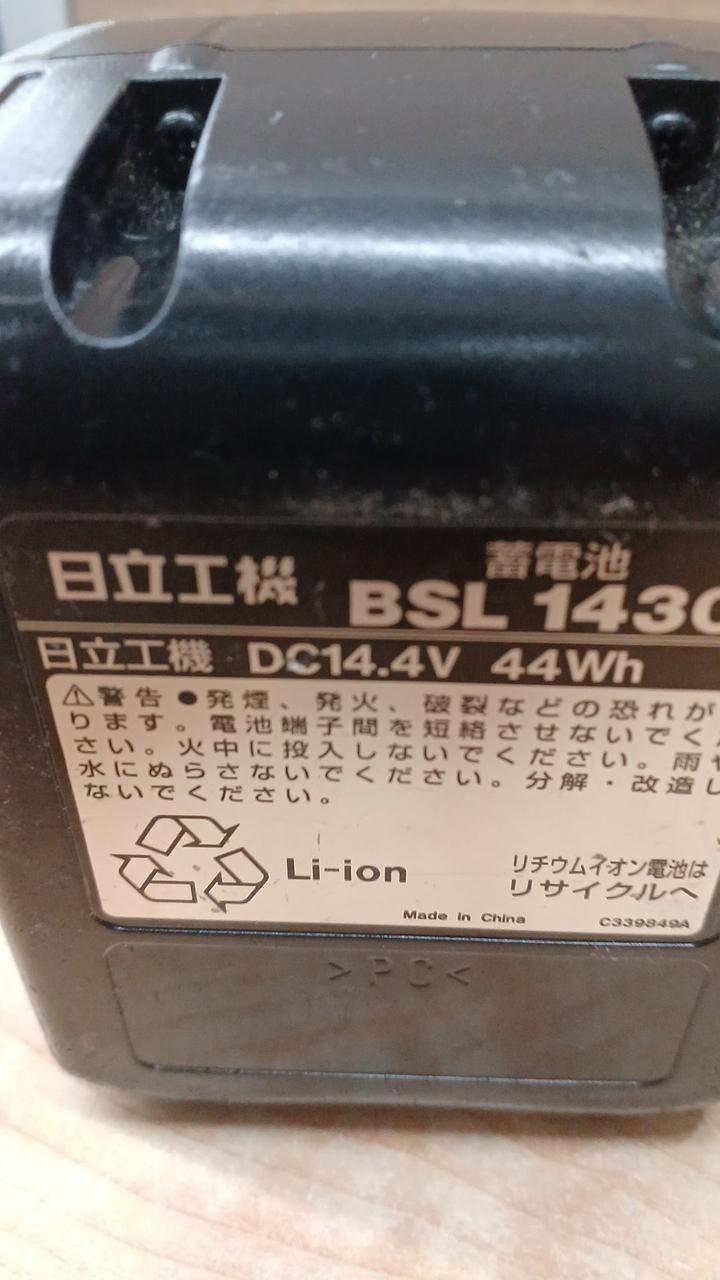 日立工機
蓄電池
BSL 1430
日立工機 DC14.4V 44Wh
⚠警告 ●発煙、発火、破裂などの恐れが
ります。電池端子間を短絡させないでく
さい。火中に投入しないでください。雨
水にぬらさないでください。分解・改造し
ないでください。
Li-ion
リチウムイオン電池は
リサイクルへ
Made in China
C339849A
>PC<